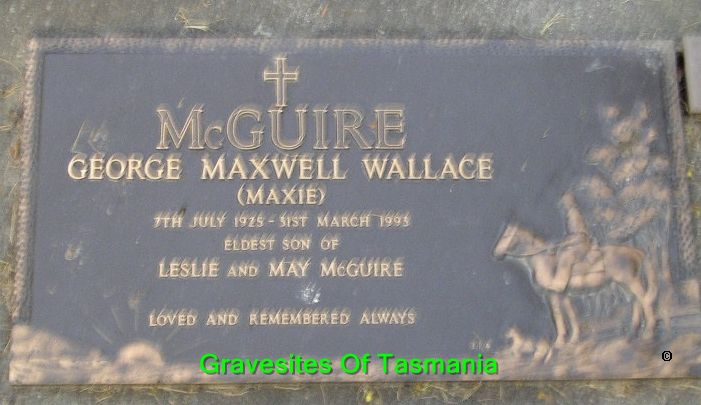 McGUIRE
GEORGE MAXWELL WALLACE
(MAXIE)
7TH JULY 1925 - 31ST MARCH 1993
ELDEST SON OF
LESLIE AND MAY McGUIRE
LOVED AND REMEMBERED ALWAYS
Gravesites Of Tasmania
©